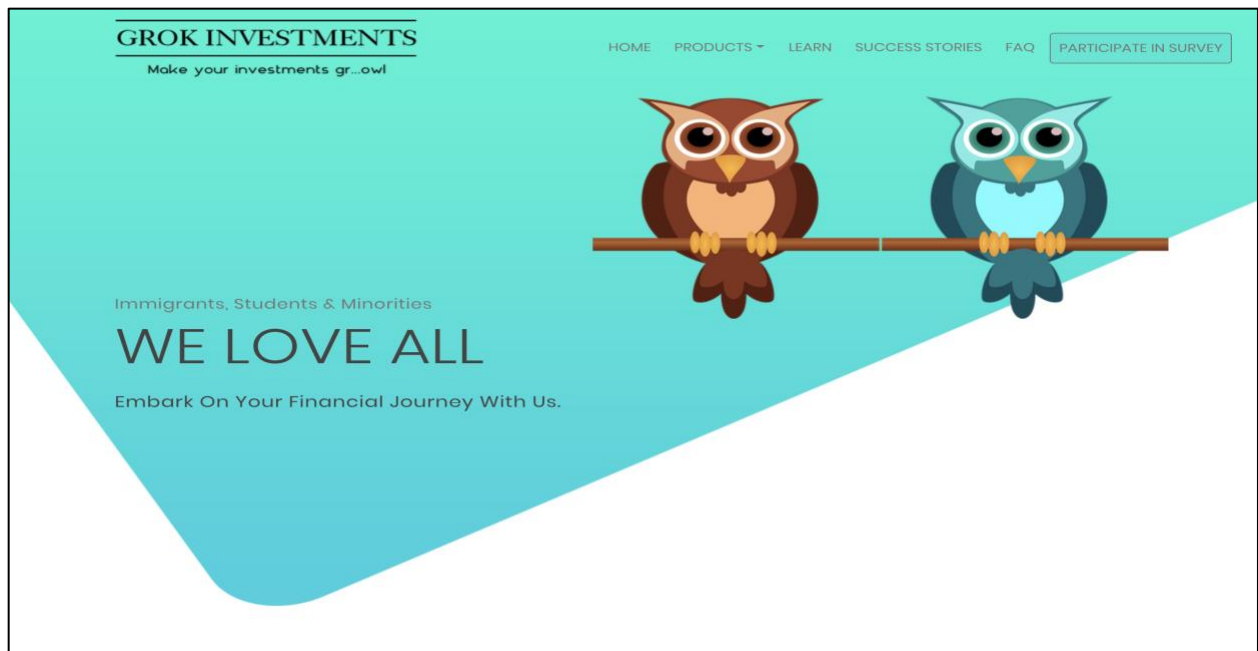 GROK INVESTMENTS
Make your investments gr...owl
HOME PRODUCTS LEARN SUCCESS STORIES FAQ PARTICIPATE IN SURVEY
Immigrants, Students & Minorities
WE LOVE ALL
Embark On Your Financial Journey With Us.